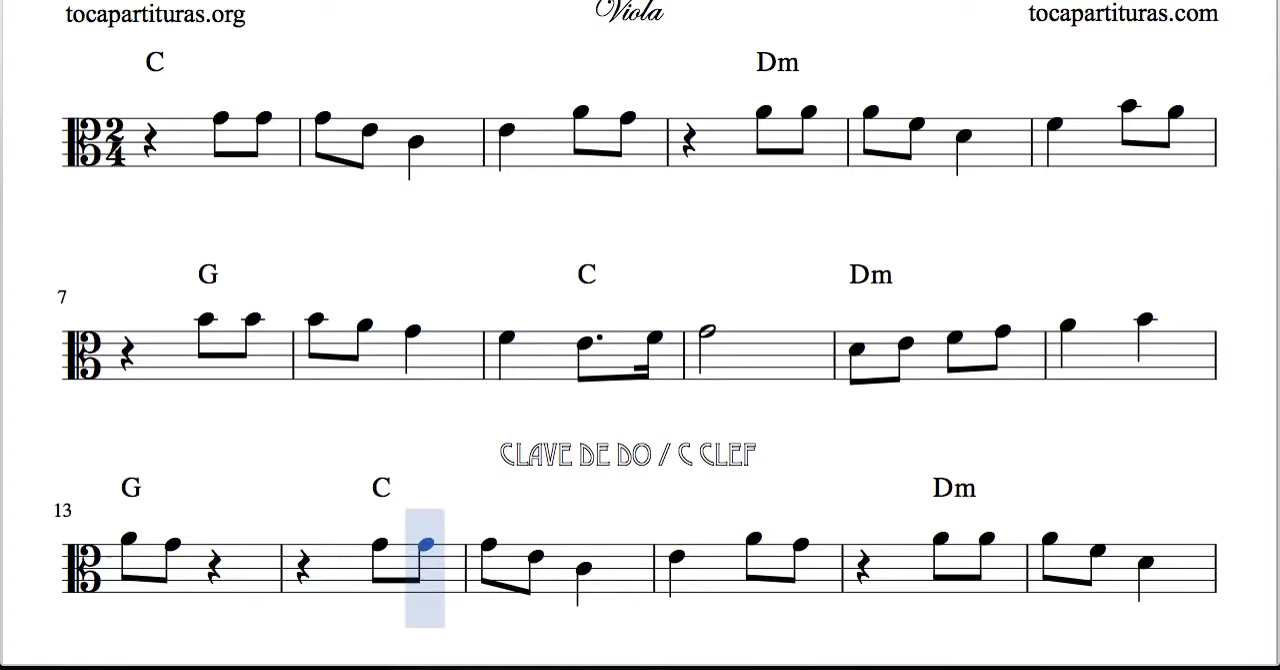 tocapartituras.org Viola tocapartituras.com
C Dm
2
4
G C Dm
7
CLAVE DE DO / C CLEF
G C Dm
13